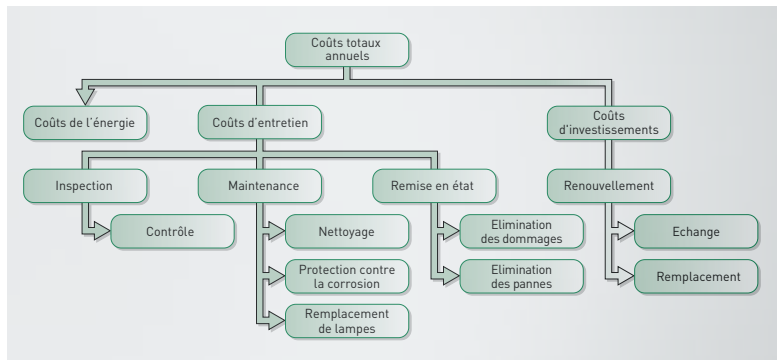 Coûts totaux
annuels
Coûts de l'énergie
Coûts d'entretien
Coûts
d'investissements
Inspection
Maintenance
Remise en état
Renouvellement
Contrôle
Nettoyage
Elimination
des dommages
Echange
Protection contre
la corrosion
Elimination
des pannes
Remplacement
Remplacement
de lampes